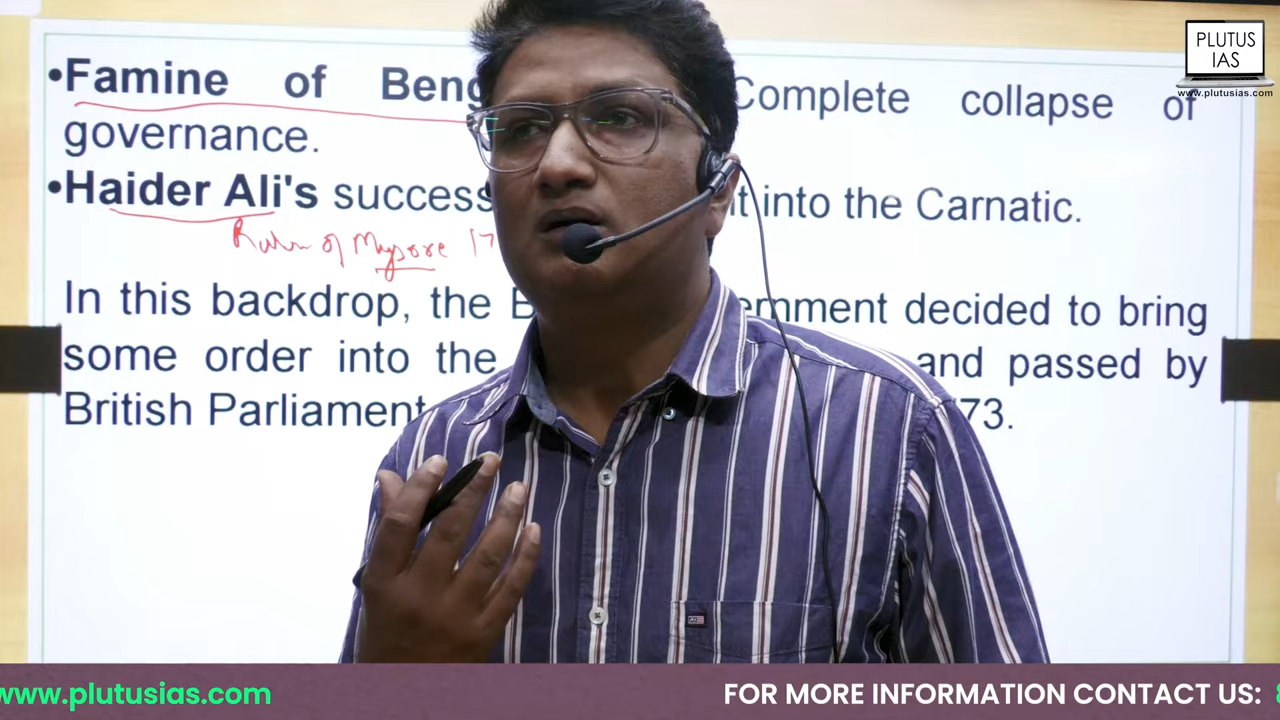 •Famine of Beng Complete collapse of
governance.
•Haider Ali's success it into the Carnatic.
Ruler of Mysore 17
In this backdrop, the B ernment decided to bring
some order into the and passed by
British Parliament 73.
PLUTUS
IAS
www.plutusias.com
www.plutusias.com FOR MORE INFORMATION CONTACT US: